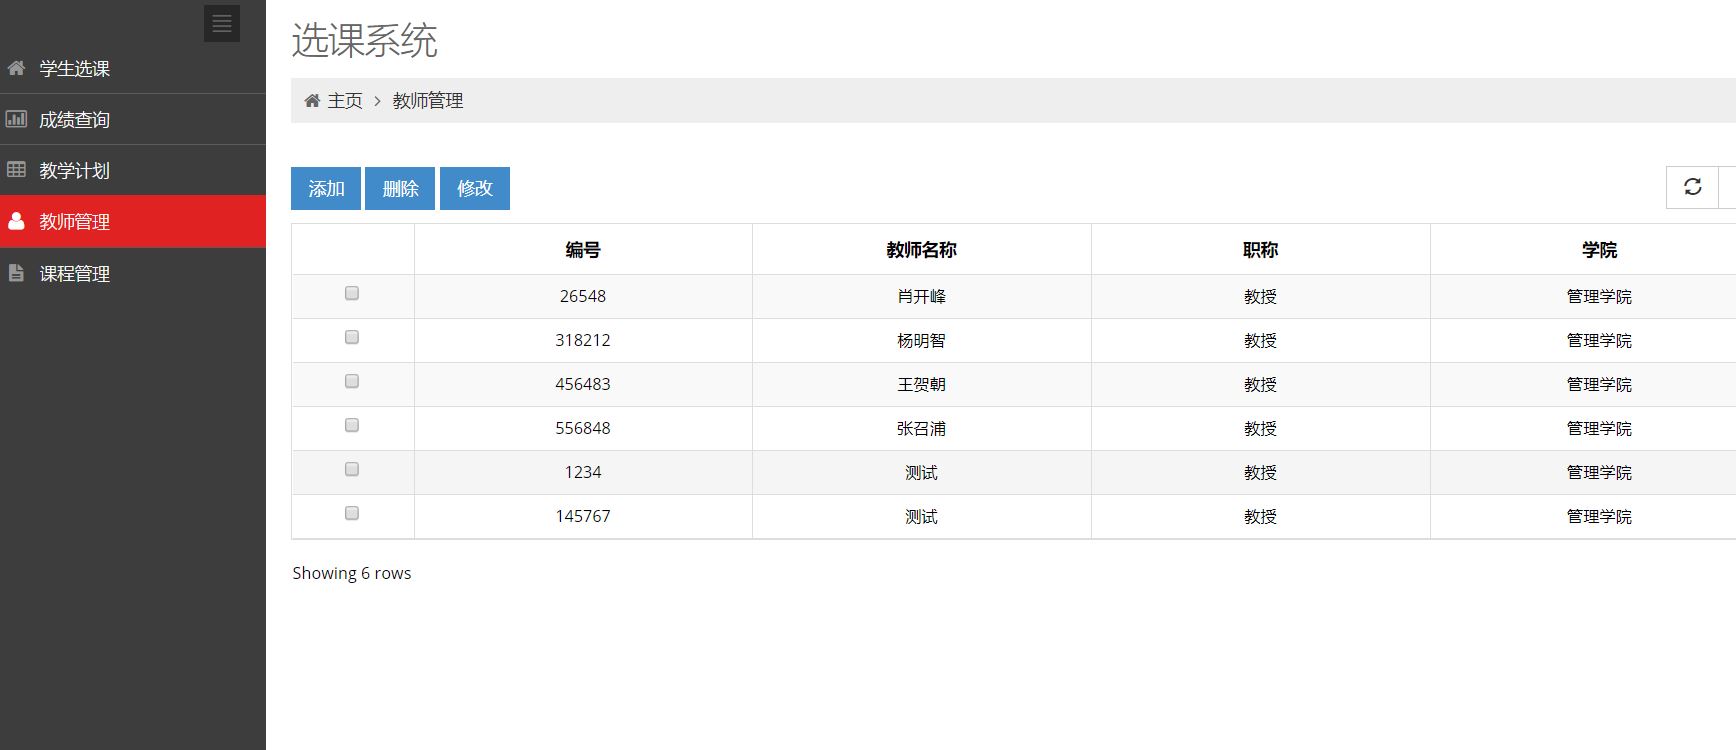 学生选课
成绩查询
教学计划
教师管理
课程管理
选课系统
主页 > 教师管理
添加 删除 修改
编号 教师名称 职称 学院
26548 肖开峰 教授 管理学院
318212 杨明智 教授 管理学院
456483 王贺朝 教授 管理学院
556848 张召浦 教授 管理学院
1234 测试 教授 管理学院
145767 测试 教授 管理学院
Showing 6 rows